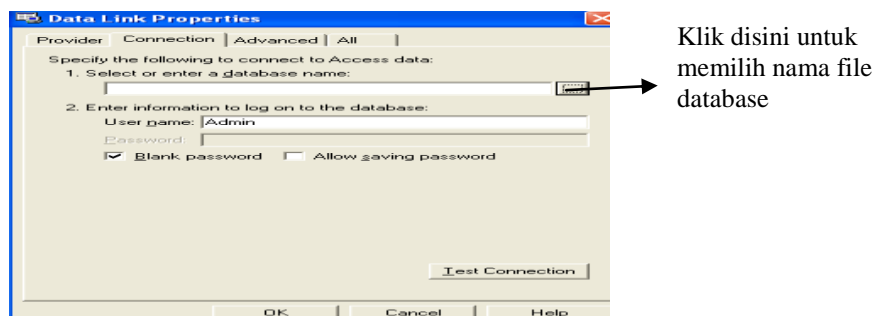 Data Link Properties
Provider Connection Advanced All
Specify the following to connect to Access data:
1. Select or enter a database name:
...
2. Enter information to log on to the database:
User name: Admin
Password:
Blank password Allow saving password
Test Connection
OK Cancel Help
Klik disini untuk
memilih nama file
database